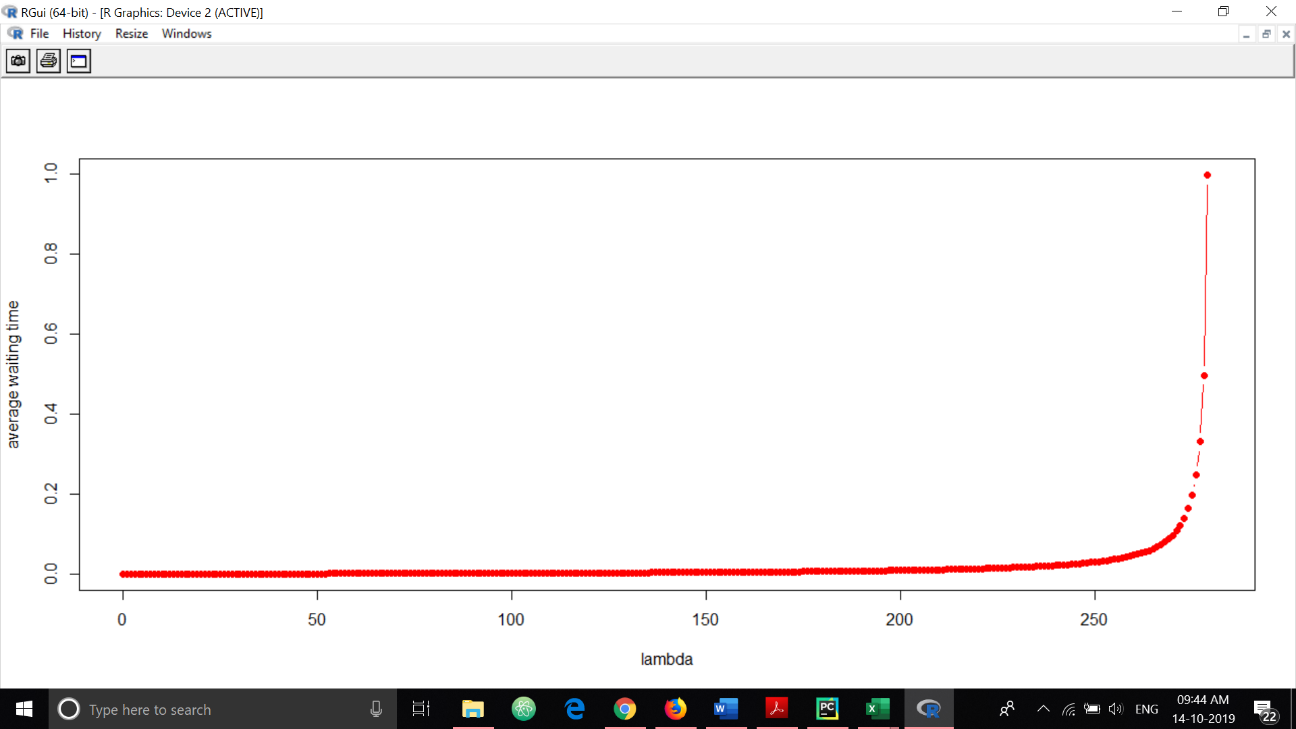 RGui (64-bit) - [R Graphics: Device 2 (ACTIVE)]
File History Resize Windows
average waiting time
1.0
0.8
0.6
0.4
0.2
0.0
0 50 100 150 200 250
lambda
Type here to search
ENG
09:44 AM
14-10-2019
22
W
PC
R